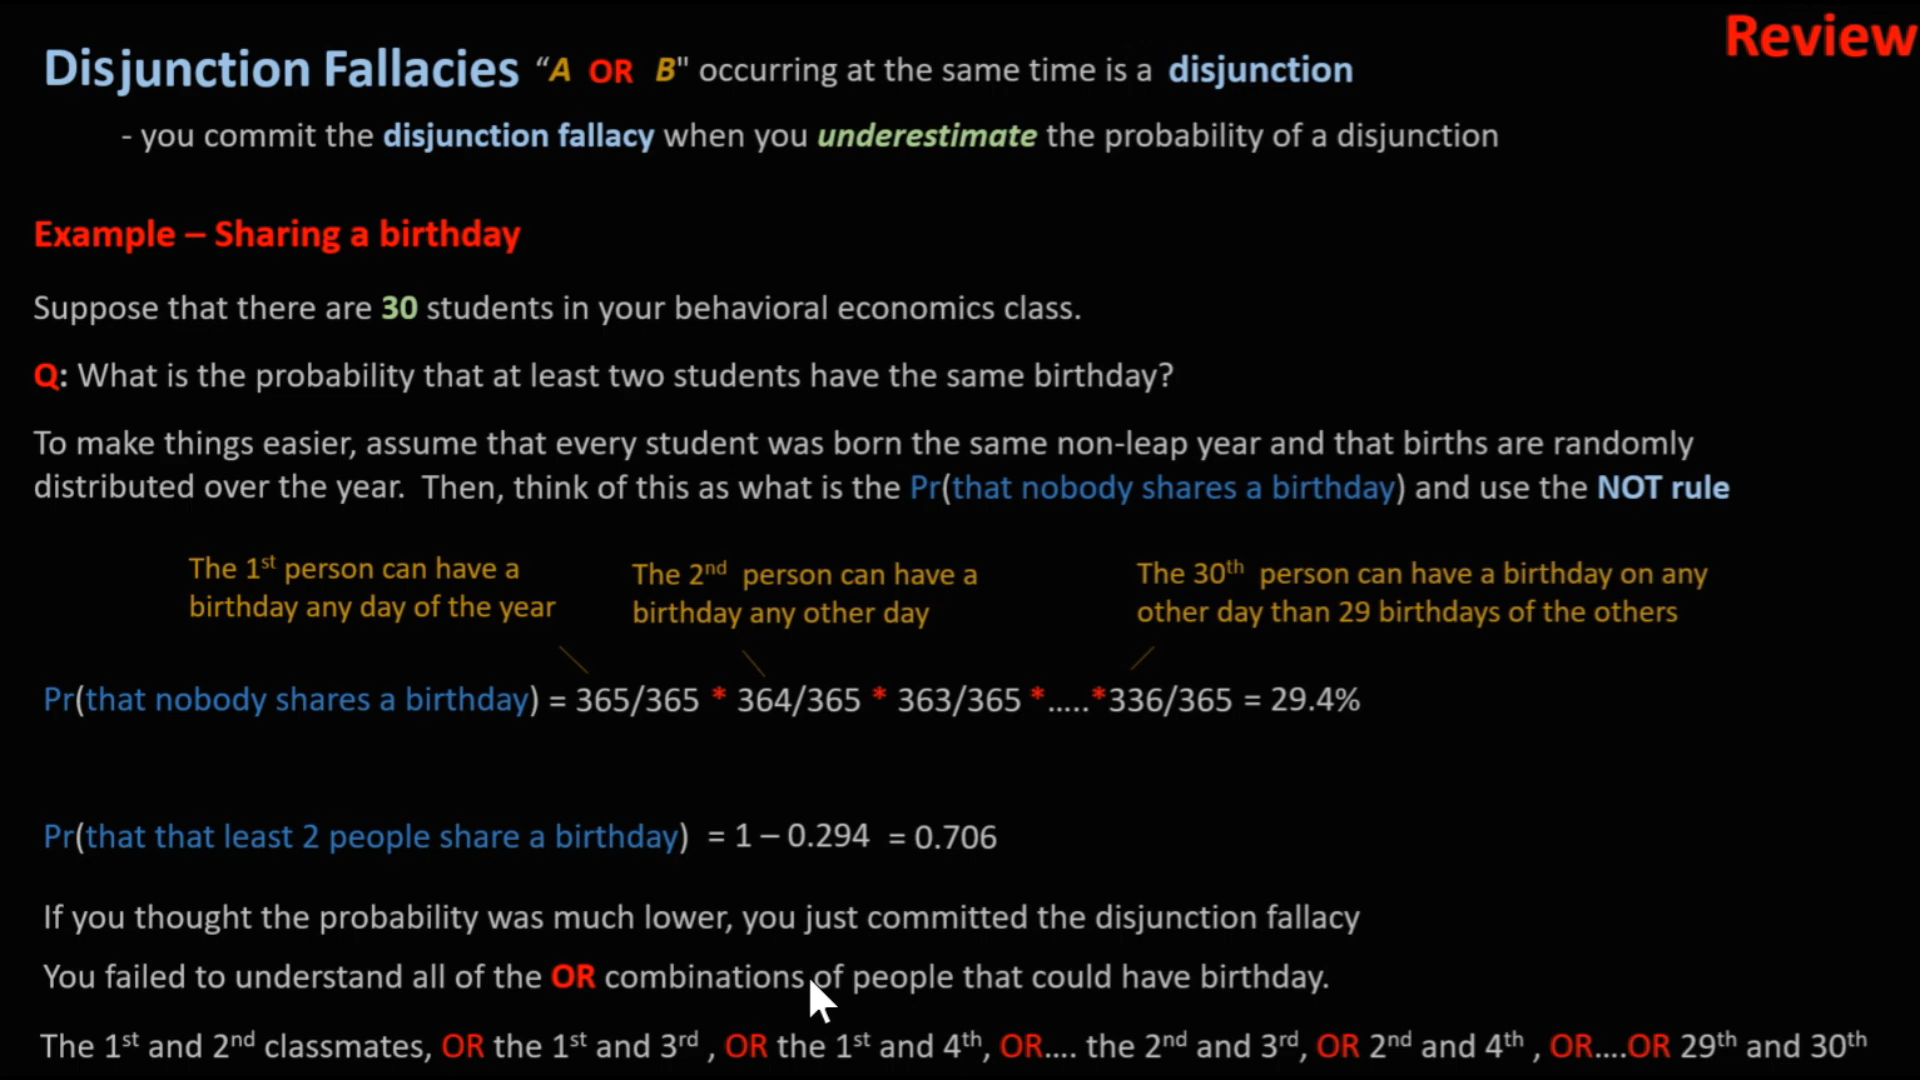 Review
Disjunction Fallacies "A OR B" occurring at the same time is a disjunction
- you commit the disjunction fallacy when you underestimate the probability of a disjunction
Example – Sharing a birthday
Suppose that there are 30 students in your behavioral economics class.
Q: What is the probability that at least two students have the same birthday?
To make things easier, assume that every student was born the same non-leap year and that births are randomly
distributed over the year. Then, think of this as what is the Pr(that nobody shares a birthday) and use the NOT rule
The 1st person can have a
birthday any day of the year
The 2nd person can have a
birthday any other day
The 30th person can have a birthday on any
other day than 29 birthdays of the others
Pr(that nobody shares a birthday) = 365/365 * 364/365 * 363/365 *.....*336/365 = 29.4%
Pr(that that least 2 people share a birthday) = 1 – 0.294 = 0.706
If you thought the probability was much lower, you just committed the disjunction fallacy
You failed to understand all of the OR combinations of people that could have birthday.
The 1st and 2nd classmates, OR the 1st and 3rd , OR the 1st and 4th, OR.... the 2nd and 3rd, OR 2nd and 4th , OR....OR 29th and 30th